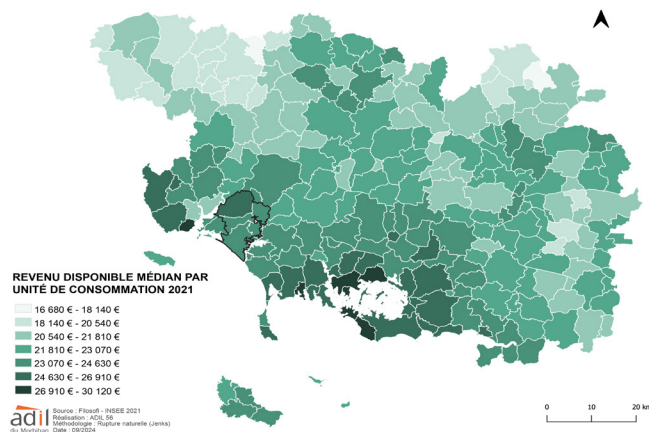 REVENU DISPONIBLE MÉDIAN PAR
UNITÉ DE CONSOMMATION 2021
16 680 € - 18 140 €
18 140 € - 20 540 €
20 540 € - 21 810 €
21 810 € - 23 070 €
23 070 € - 24 630 €
24 630 € - 26 910 €
26 910 € - 30 120 €
adil
du Morbihan
Source : Filosofi - INSEE 2021
Réalisation : ADIL 56
Méthodologie : Rupture naturelle (Jenks)
Date : 09/2024
0 10 20 km